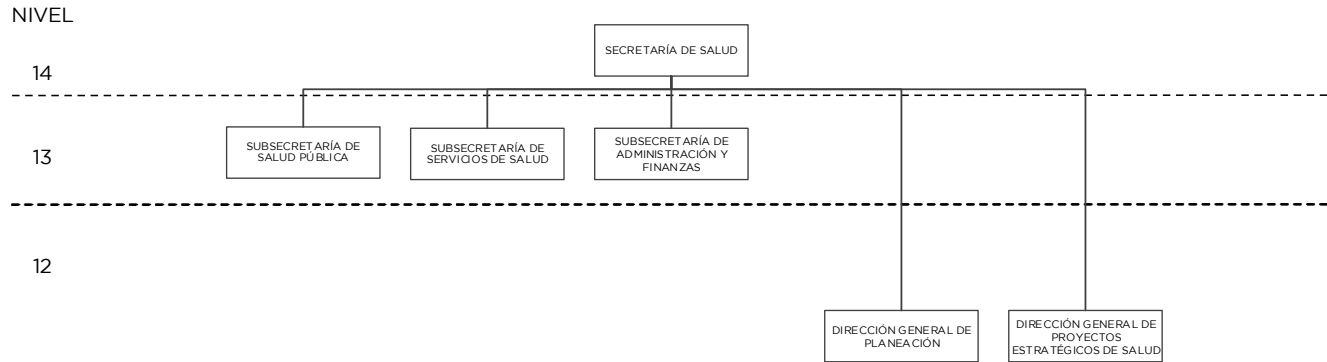 NIVEL
SECRETARÍA DE SALUD
14
SUBSECRETARÍA DE
SALUD PÚBLICA
SUBSECRETARÍA DE
SERVICIOS DE SALUD
SUBSECRETARÍA DE
ADMINISTRACIÓN Y
FINANZAS
13
12
DIRECCIÓN GENERAL DE
PLANEACIÓN
DIRECCIÓN GENERAL DE
PROYECTOS
ESTRATÉGICOS DE SALUD